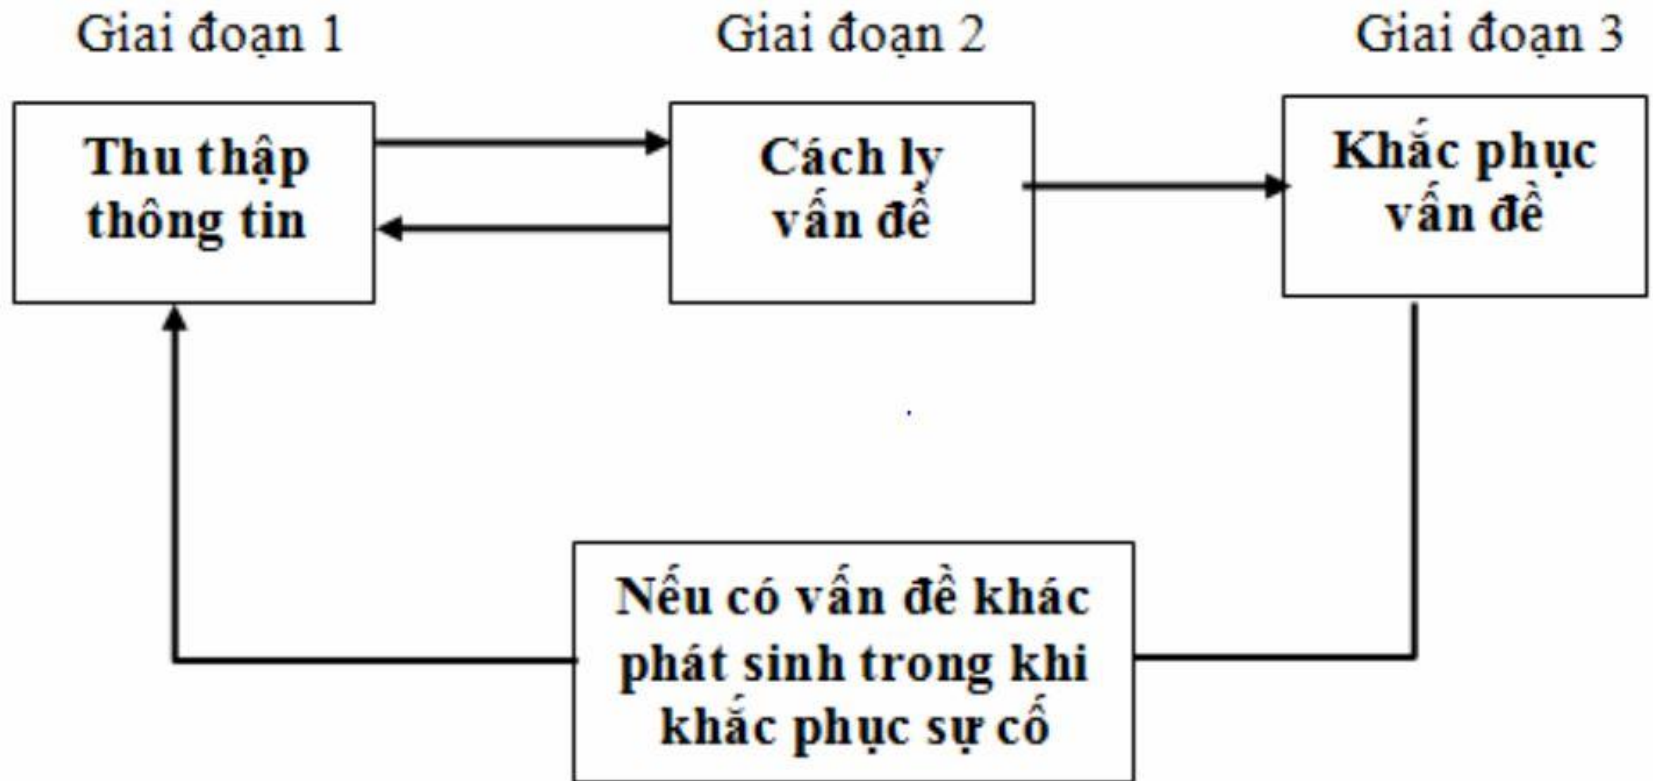 Giai đoạn 1
Giai đoạn 2
Giai đoạn 3
Thu thập
thông tin
Cách ly
vấn đề
Khắc phục
vấn đề
Nếu có vấn đề khác
phát sinh trong khi
khắc phục sự cố